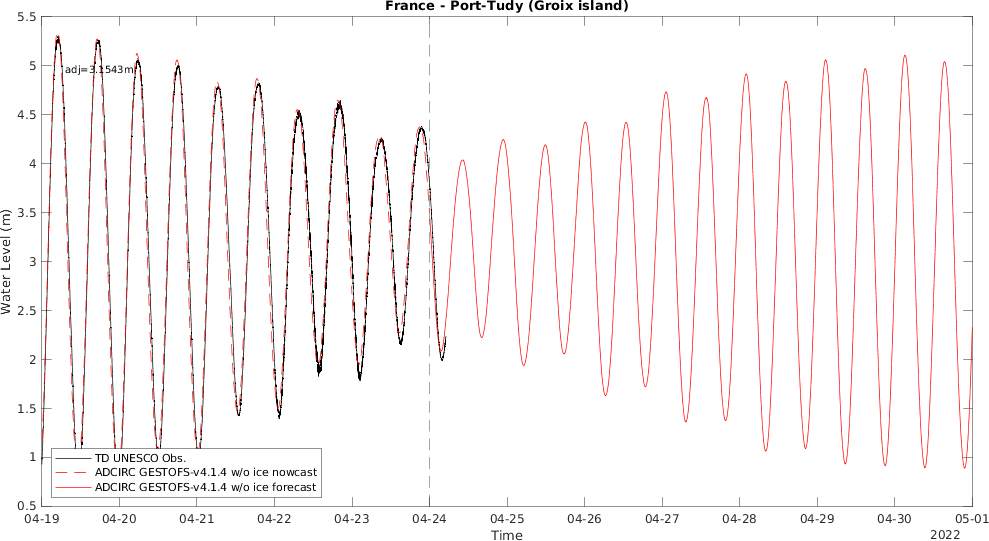 France - Port-Tudy (Groix island)
5.5
5
4.5
4
3.5
3
2.5
2
1.5
1
0.5
Water Level (m)
adj=3.1543m
TD UNESCO Obs.
ADCIRC GESTOFS-v4.1.4 w/o ice nowcast
ADCIRC GESTOFS-v4.1.4 w/o ice forecast
04-19 04-20 04-21 04-22 04-23 04-24 04-25 04-26 04-27 04-28 04-29 04-30 05-01
Time
2022